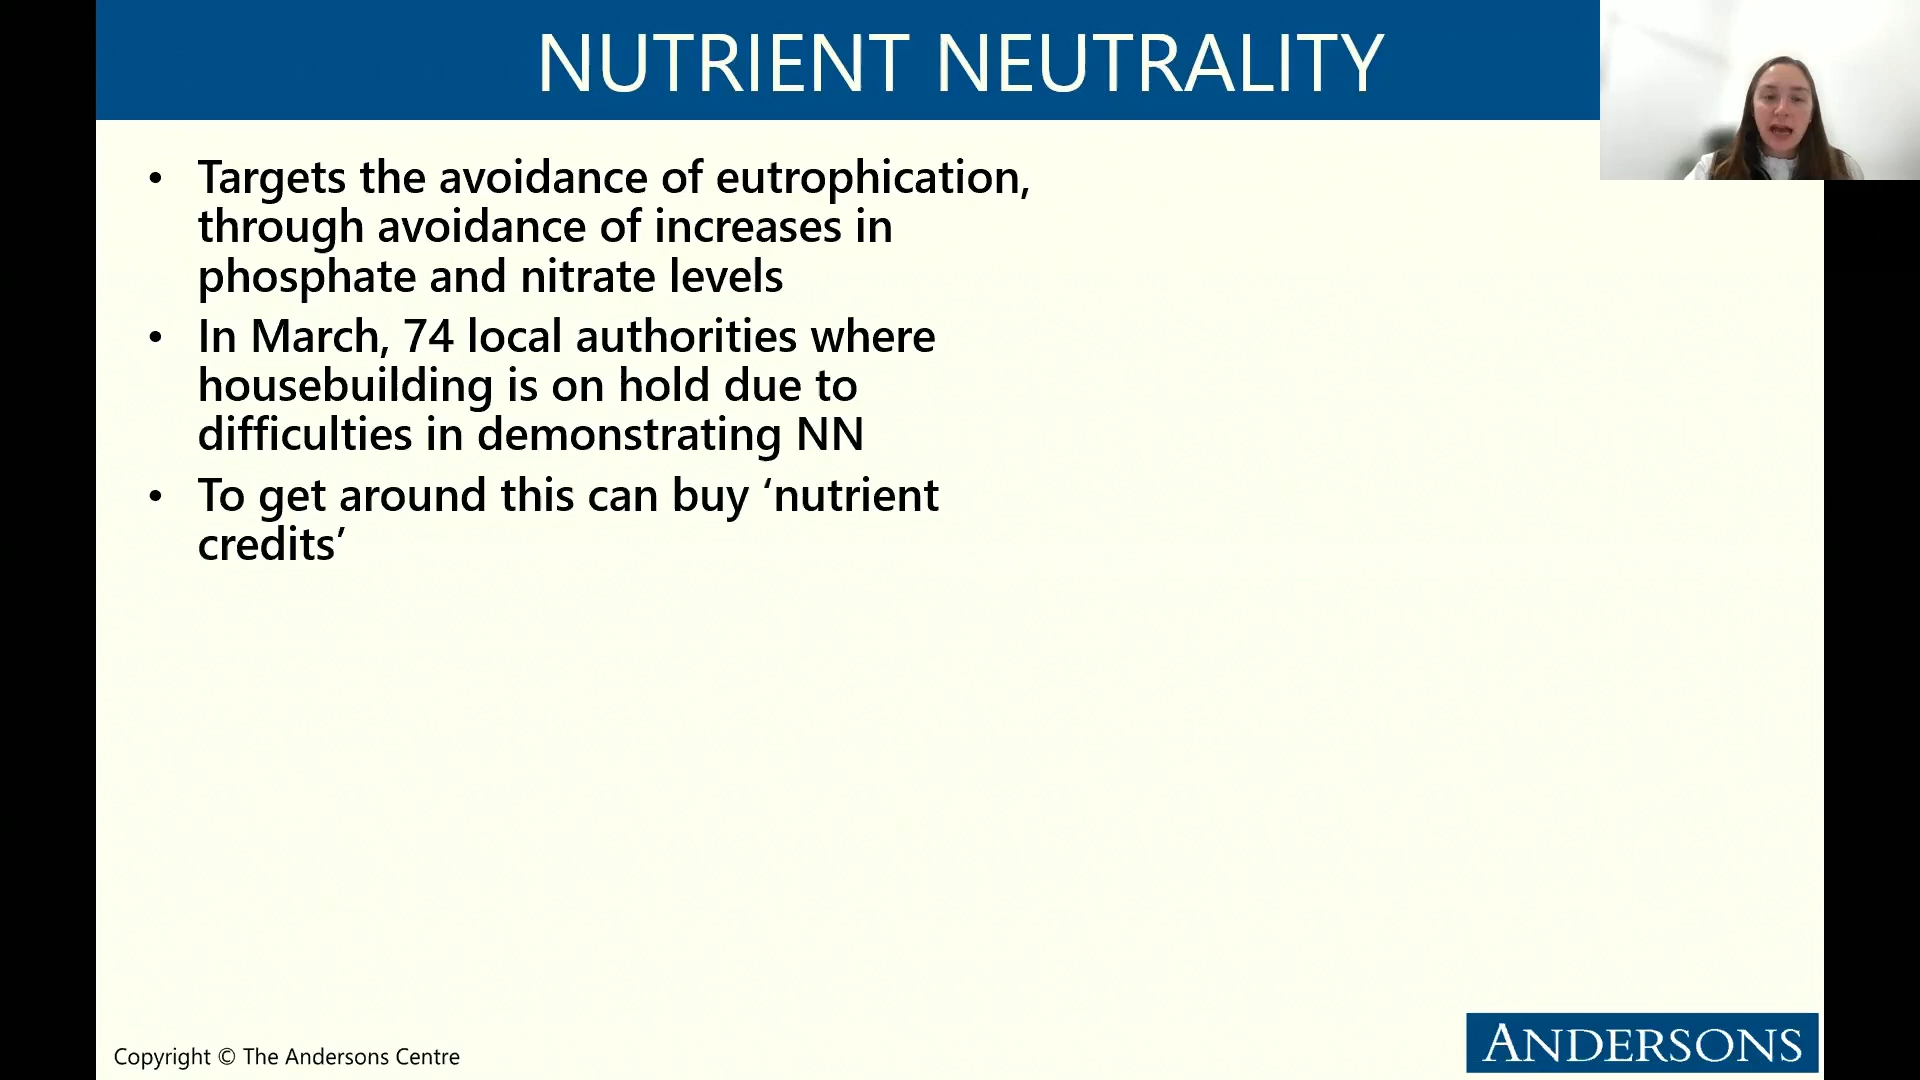 NUTRIENT NEUTRALITY
• Targets the avoidance of eutrophication,
through avoidance of increases in
phosphate and nitrate levels
• In March, 74 local authorities where
housebuilding is on hold due to
difficulties in demonstrating NN
• To get around this can buy ‘nutrient
credits’
Copyright © The Andersons Centre
ANDERSONS